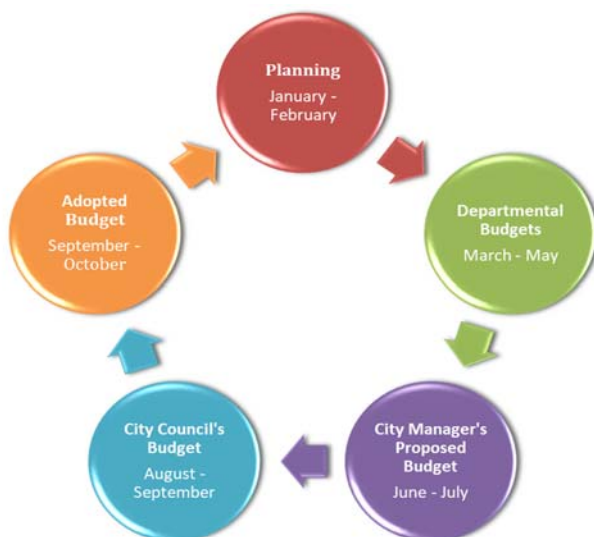 Planning
January -
February
Departmental
Budgets
March - May
City Manager's
Proposed
Budget
June - July
City Council's
Budget
August -
September
Adopted
Budget
September -
October